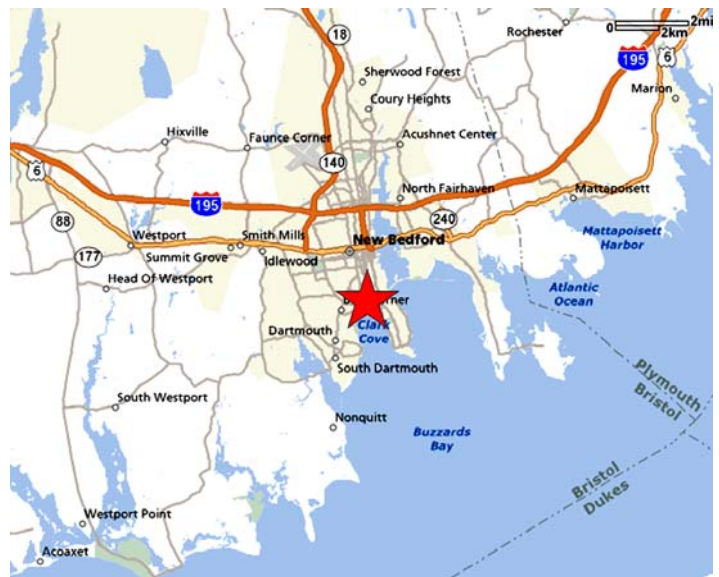 Rochester
0 2mi
2km
18
195
6
Sherwood Forest
Marion
Coury Heights
Hixville
Faunce Corner
Acushnet Center
140
6
195
North Fairhaven
Mattapoisett
88
240
Mattapoisett
Harbor
Westport
Smith Mills
New Bedford
177
Summit Grove
Idlewood
Head Of Westport
Atlantic
Ocean
Clark
Cove
Dartmouth
South Dartmouth
Plymouth
Bristol
South Westport
Nonquitt
Buzzards
Bay
Bristol
Dukes
Westport Point
Acoaxet